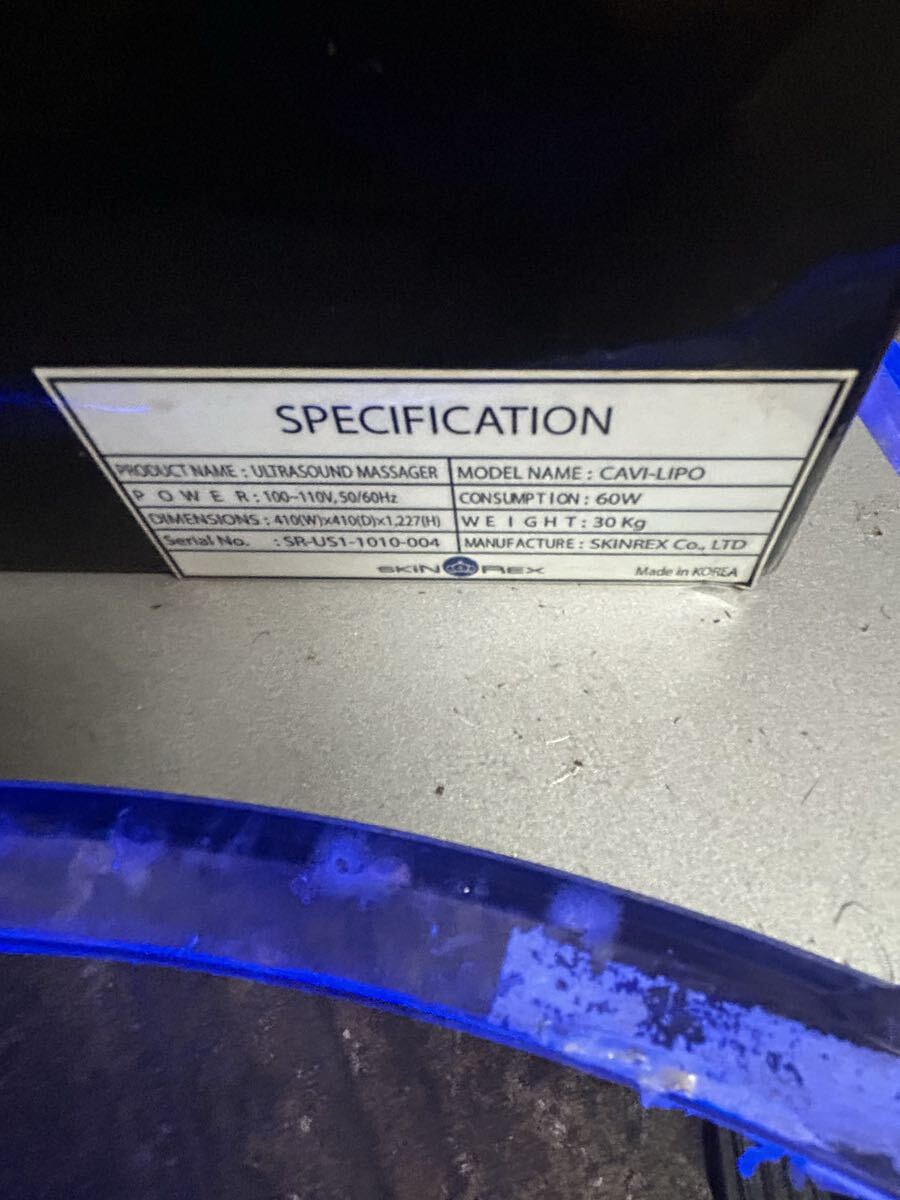 SPECIFICATION
PRODUCT NAME : ULTRASOUND MASSAGER MODEL NAME : CAVI-LIPO
P O W E R : 100~110V, 50/60Hz CONSUMPTION : 60W
DIMENSIONS : 410(W)x410(D)x1,227(H) W E I G H T : 30 Kg
Serial No. : SR-US1-1010-004 MANUFACTURE : SKINREX Co., LTD
SKIN REX Made in KOREA